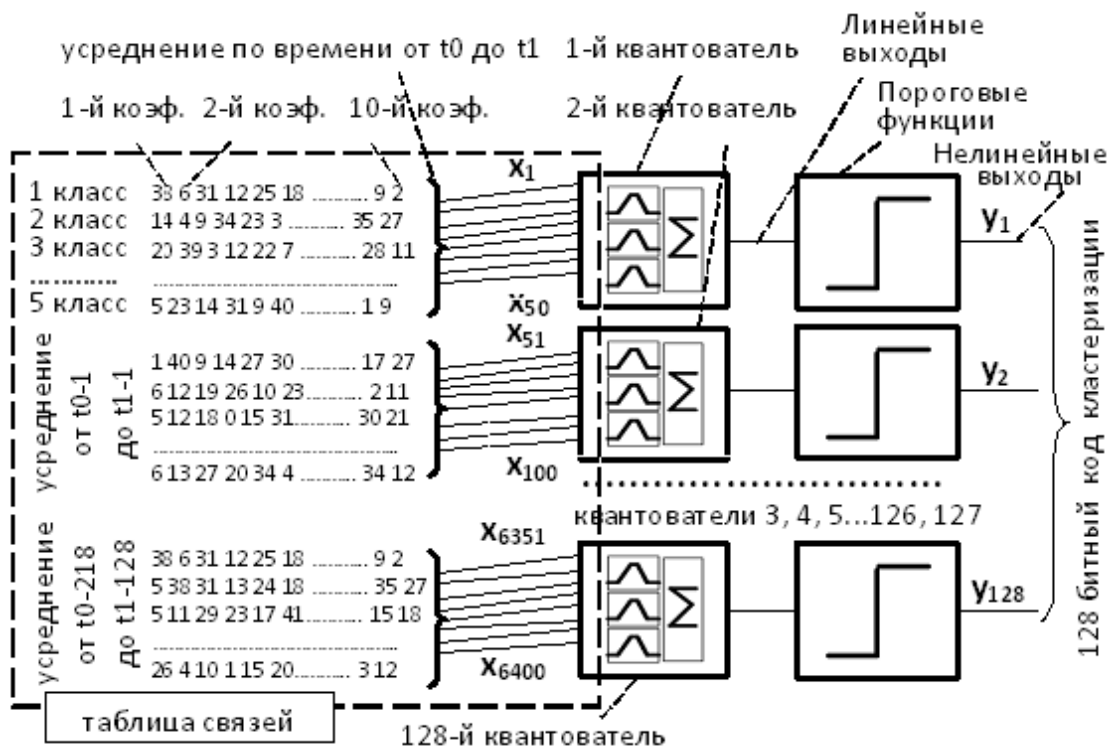 усреднение по времени от t0 до t1
1-й квантователь
Линейные
выходы
1-й коэф. 2-й коэф. 10-й коэф.
2-й квантователь
Пороговые
функции
Нелинейные
выходы
1 класс 38 6 31 12 25 18 ........... 9 2
2 класс 14 4 9 34 23 3 ........... 35 27
3 класс 20 39 3 12 22 7 ........... 28 11
..............
5 класс 5 23 14 31 9 40 ........... 1 9
X1
X50
Σ
y1
усреднение
от t0-1
до t1-1
1 40 9 14 27 30 ........... 17 27
6 12 19 26 10 23 ........... 2 11
5 12 18 0 15 31 ........... 30 21
6 13 27 20 34 4 ........... 34 12
X51
X100
Σ
y2
квантователи 3, 4, 5...126, 127
усреднение
от t0-218
до t1-128
38 6 31 12 25 18 ........... 9 2
5 38 31 13 24 18 ........... 35 27
5 11 29 23 17 41 ........... 15 18
26 4 10 1 15 20 ........... 3 12
X6351
X6400
Σ
y128
128 битный код кластеризации
таблица связей
128-й квантователь